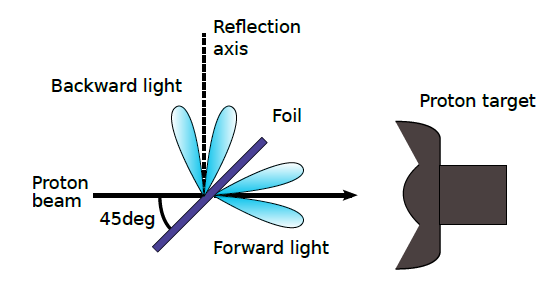 Reflection
axis
Backward light
Proton target
Foil
Proton
beam
45deg
Forward light